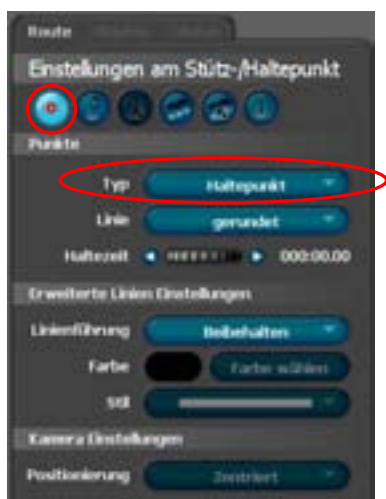 Route
Einstellungen am Stütz-/Haltepunkt
Punkte
Typ Haltepunkt
Linie gerundet
Haltezeit 000:00.00
Erweiterte Linien Einstellungen
Linienführung Beibehalten
Farbe Farbe wählen
Stil
Kamera Einstellungen
Positionierung Zentriert